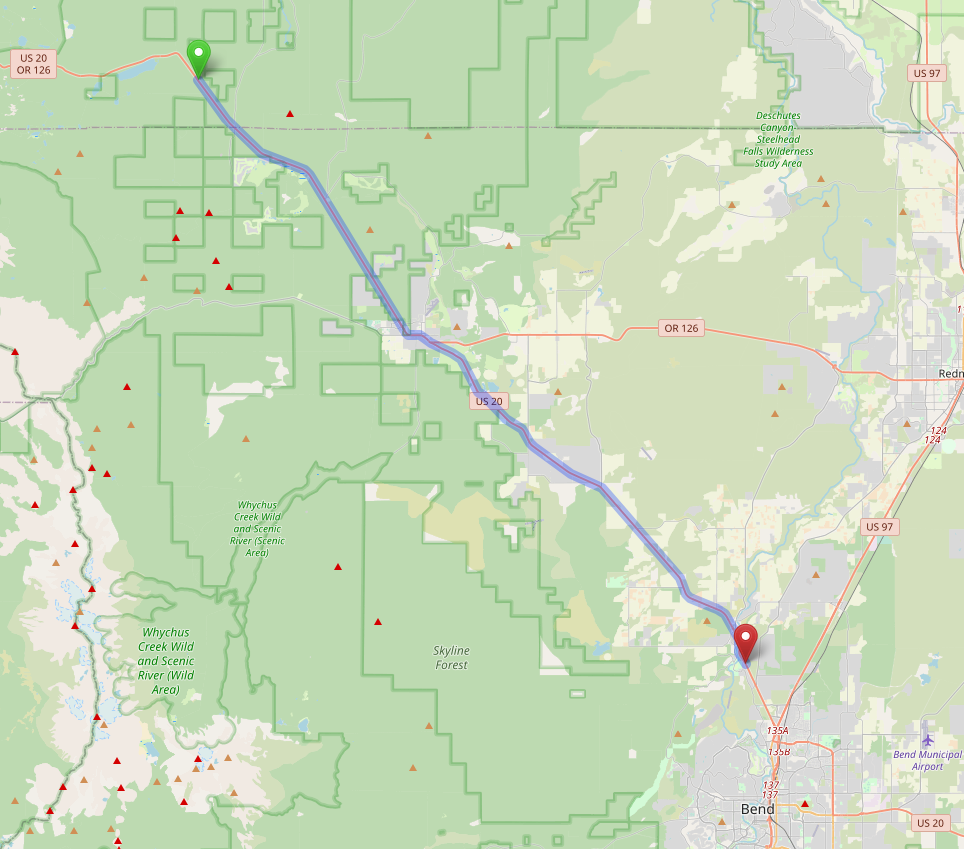 US 20
OR 126
US 97
Deschutes
Canyon-
Steelhead
Falls Wilderness
Study Area
OR 126
Redm
US 20
124
124
Whychus
Creek Wild
and Scenic
River (Scenic
Area)
US 97
Whychus
Creek Wild
and Scenic
River (Wild
Area)
Skyline
Forest
135A
135B
Bend Municipal
Airport
137
137
Bend
US 20